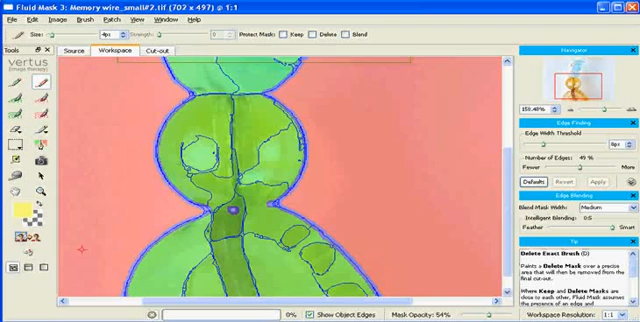 Fluid Mask 3: Memory wire_small#2.tif (702 x 497) @ 1:1
File Edit Image Brush Patch View Window Help
Size: 4px Strength: 0 Protect Mask: Keep Delete Blend
Tools
Source Workspace Cut-out
Navigator
vertus
{image therapy}
150.48%
Edge Finding
Edge Width Threshold
8px
Number of Edges: 49 %
Fewer More
Defaults Revert Apply
Edge Blending
Blend Mask Width: Medium
Intelligent Blending: 0.5
Feather Smart
Tip
Delete Exact Brush (D)
Paints a Delete Mask over a precise
area that will then be removed from the
final cut-out.
Where Keep and Delete Masks are
close to each other, Fluid Mask assumes
the presence of an edge and
0% Show Object Edges Mask Opacity: 54% Workspace Resolution: 1:1